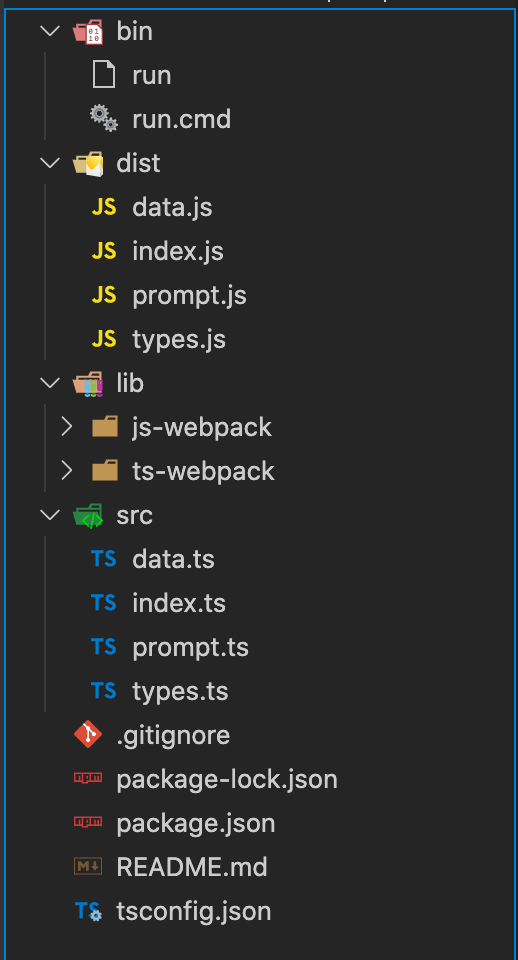 bin
run
run.cmd
dist
JS data.js
JS index.js
JS prompt.js
JS types.js
lib
js-webpack
ts-webpack
src
TS data.ts
TS index.ts
TS prompt.ts
TS types.ts
.gitignore
package-lock.json
package.json
M README.md
TS tsconfig.json